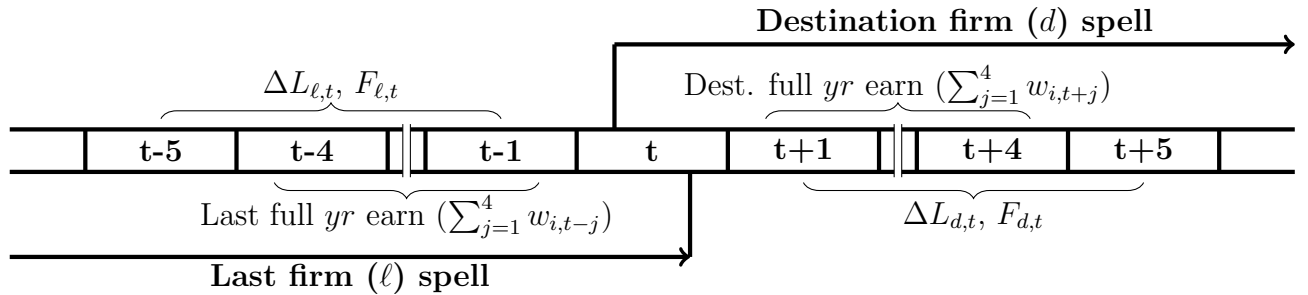 Destination firm (d) spell
ΔL_{ℓ,t}, F_{ℓ,t}
Dest. full yr earn (∑_{j=1}^{4} w_{i,t+j})
t-5 t-4 t-1 t t+1 t+4 t+5
Last full yr earn (∑_{j=1}^{4} w_{i,t−j})
ΔL_{d,t}, F_{d,t}
Last firm (ℓ) spell